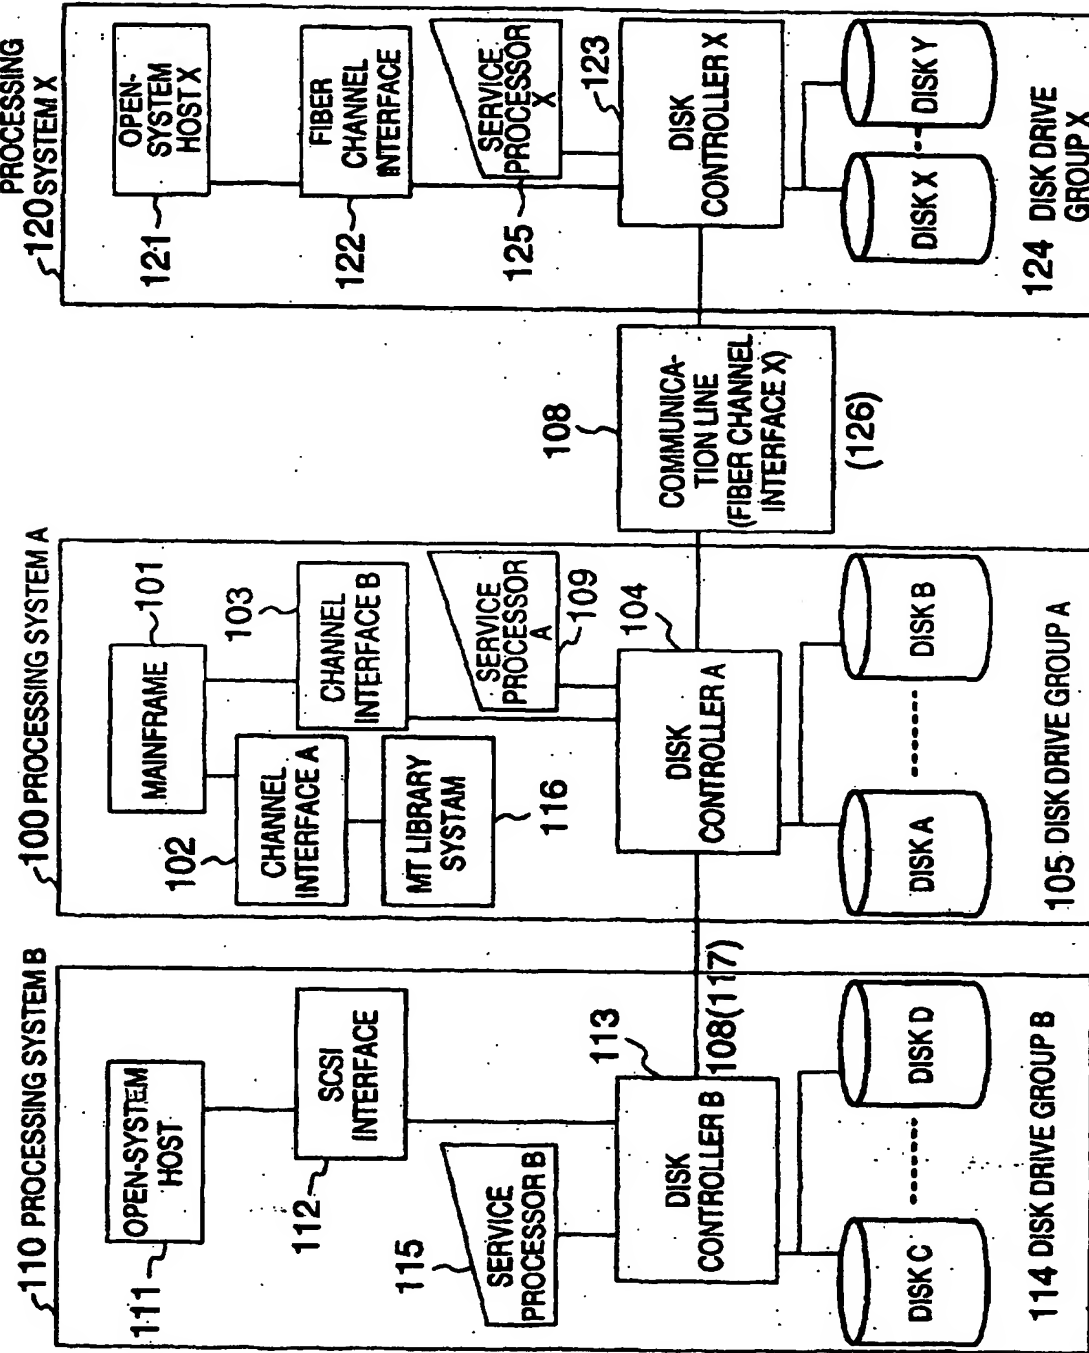 110 PROCESSING SYSTEM B
OPEN-SYSTEM
HOST
111
SCSI
INTERFACE
112
SERVICE
PROCESSOR B
115
DISK
CONTROLLER B
113
108(117)
DISK C
DISK D
114 DISK DRIVE GROUP B
100 PROCESSING SYSTEM A
MAINFRAME
101
CHANNEL
INTERFACE A
102
CHANNEL
INTERFACE B
103
MT LIBRARY
SYSTAM
116
SERVICE
PROCESSOR
A
109
DISK
CONTROLLER A
104
DISK A
DISK B
105 DISK DRIVE GROUP A
108
COMMUNICA-
TION LINE
(FIBER CHANNEL
INTERFACE X)
(126)
PROCESSING
120 SYSTEM X
OPEN-
SYSTEM
HOST X
121
FIBER
CHANNEL
INTERFACE
122
SERVICE
PROCESSOR
X
125
DISK
CONTROLLER X
123
DISK X
DISK Y
124 DISK DRIVE
GROUP X